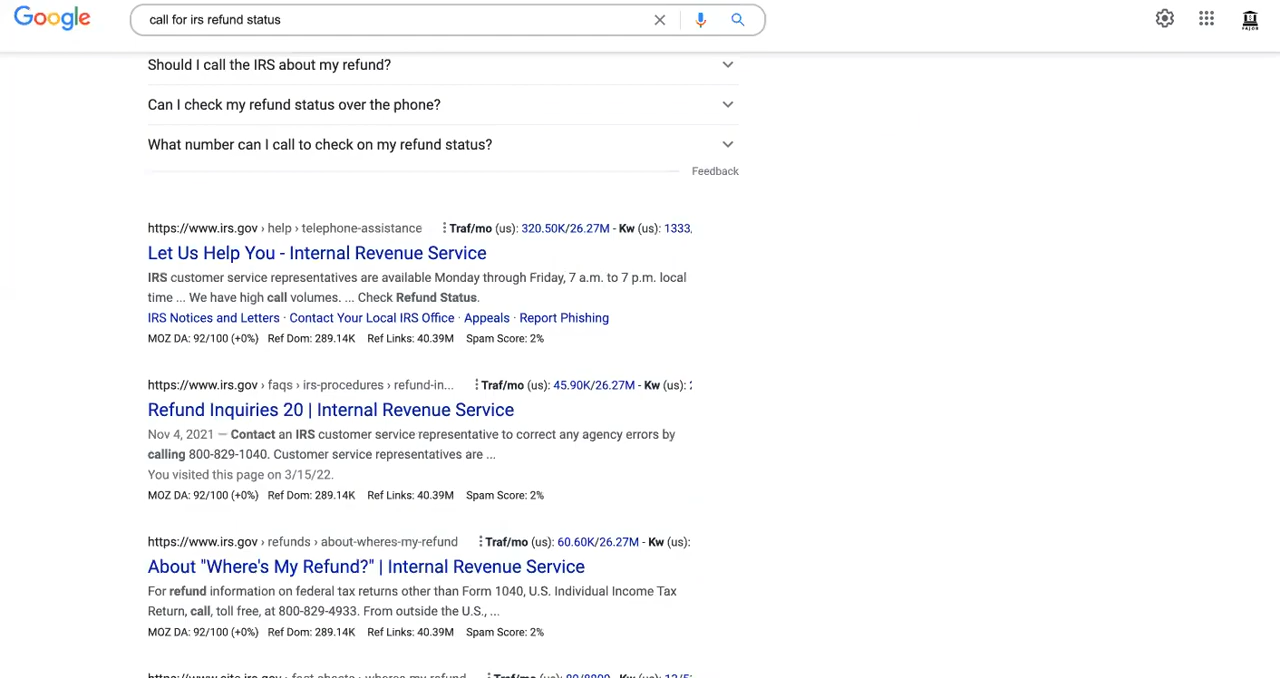 Google
call for irs refund status
Should I call the IRS about my refund?
Can I check my refund status over the phone?
What number can I call to check on my refund status?
Feedback
https://www.irs.gov › help › telephone-assistance Traf/mo (us): 320.50K/26.27M - Kw (us): 1333,
Let Us Help You - Internal Revenue Service
IRS customer service representatives are available Monday through Friday, 7 a.m. to 7 p.m. local
time ... We have high call volumes. ... Check Refund Status.
IRS Notices and Letters · Contact Your Local IRS Office · Appeals · Report Phishing
MOZ DA: 92/100 (+0%) Ref Dom: 289.14K Ref Links: 40.39M Spam Score: 2%
https://www.irs.gov › faqs › irs-procedures › refund-in... Traf/mo (us): 45.90K/26.27M - Kw (us):
Refund Inquiries 20 | Internal Revenue Service
Nov 4, 2021 — Contact an IRS customer service representative to correct any agency errors by
calling 800-829-1040. Customer service representatives are ...
You visited this page on 3/15/22.
MOZ DA: 92/100 (+0%) Ref Dom: 289.14K Ref Links: 40.39M Spam Score: 2%
https://www.irs.gov › refunds › about-wheres-my-refund Traf/mo (us): 60.60K/26.27M - Kw (us):
About "Where's My Refund?" | Internal Revenue Service
For refund information on federal tax returns other than Form 1040, U.S. Individual Income Tax
Return, call, toll free, at 800-829-4933. From outside the U.S., ...
MOZ DA: 92/100 (+0%) Ref Dom: 289.14K Ref Links: 40.39M Spam Score: 2%